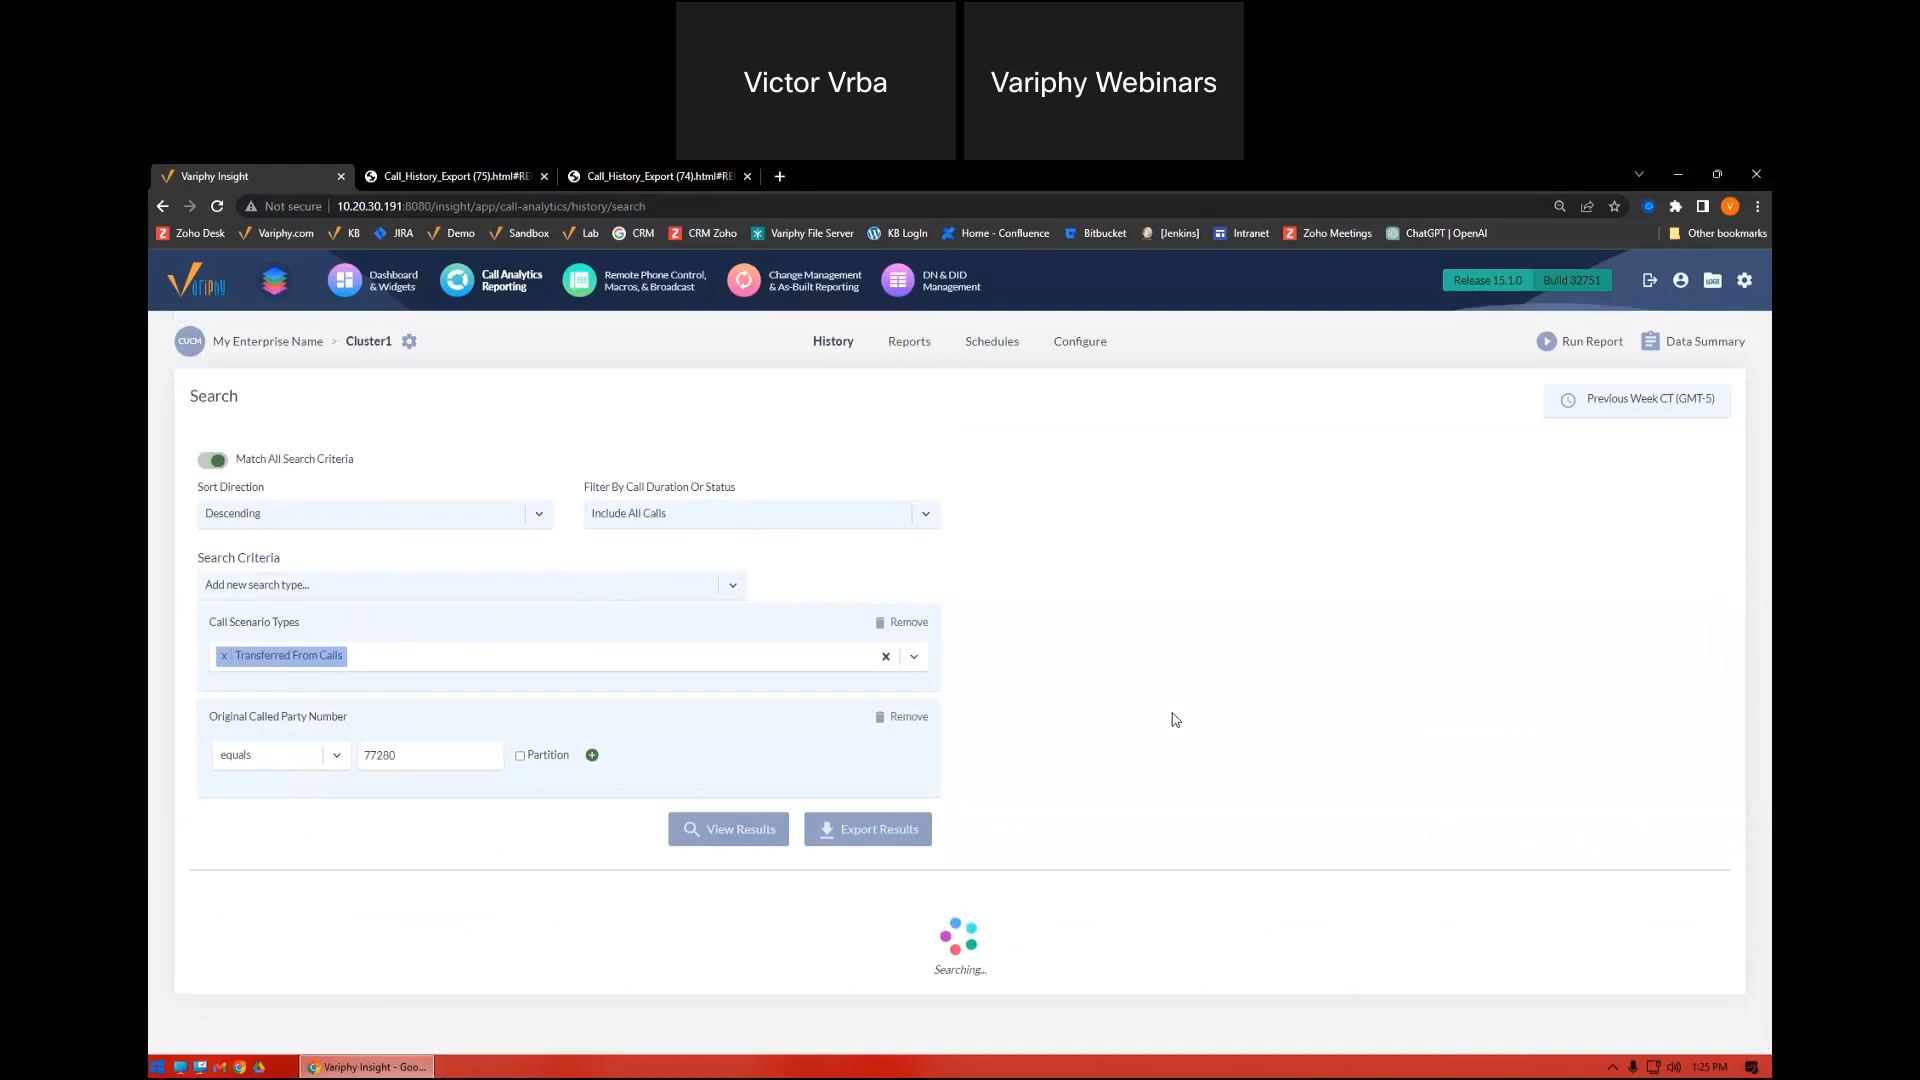 Victor Vrba
Variphy Webinars
Variphy Insight
Call_History_Export (75).html#RE
Call_History_Export (74).html#RE
Not secure
10.20.30.191:8080/insight/app/call-analytics/history/search
Zoho Desk
Variphy.com
KB
JIRA
Demo
Sandbox
Lab
CRM
CRM Zoho
Variphy File Server
KB LogIn
Home - Confluence
Bitbucket
[Jenkins]
Intranet
Zoho Meetings
ChatGPT | OpenAI
Other bookmarks
Variphy
Dashboard
& Widgets
Call Analytics
Reporting
Remote Phone Control,
Macros, & Broadcast
Change Management
& As-Built Reporting
DN & DID
Management
Release 15.1.0
Build 32751
LOGS
CUCM
My Enterprise Name > Cluster1
History
Reports
Schedules
Configure
Run Report
Data Summary
Search
Previous Week CT (GMT-5)
Match All Search Criteria
Sort Direction
Filter By Call Duration Or Status
Descending
Include All Calls
Search Criteria
Add new search type...
Call Scenario Types
Remove
x Transferred From Calls
Original Called Party Number
Remove
equals
77280
Partition
View Results
Export Results
Searching...
Variphy Insight - Goo...
1:25 PM